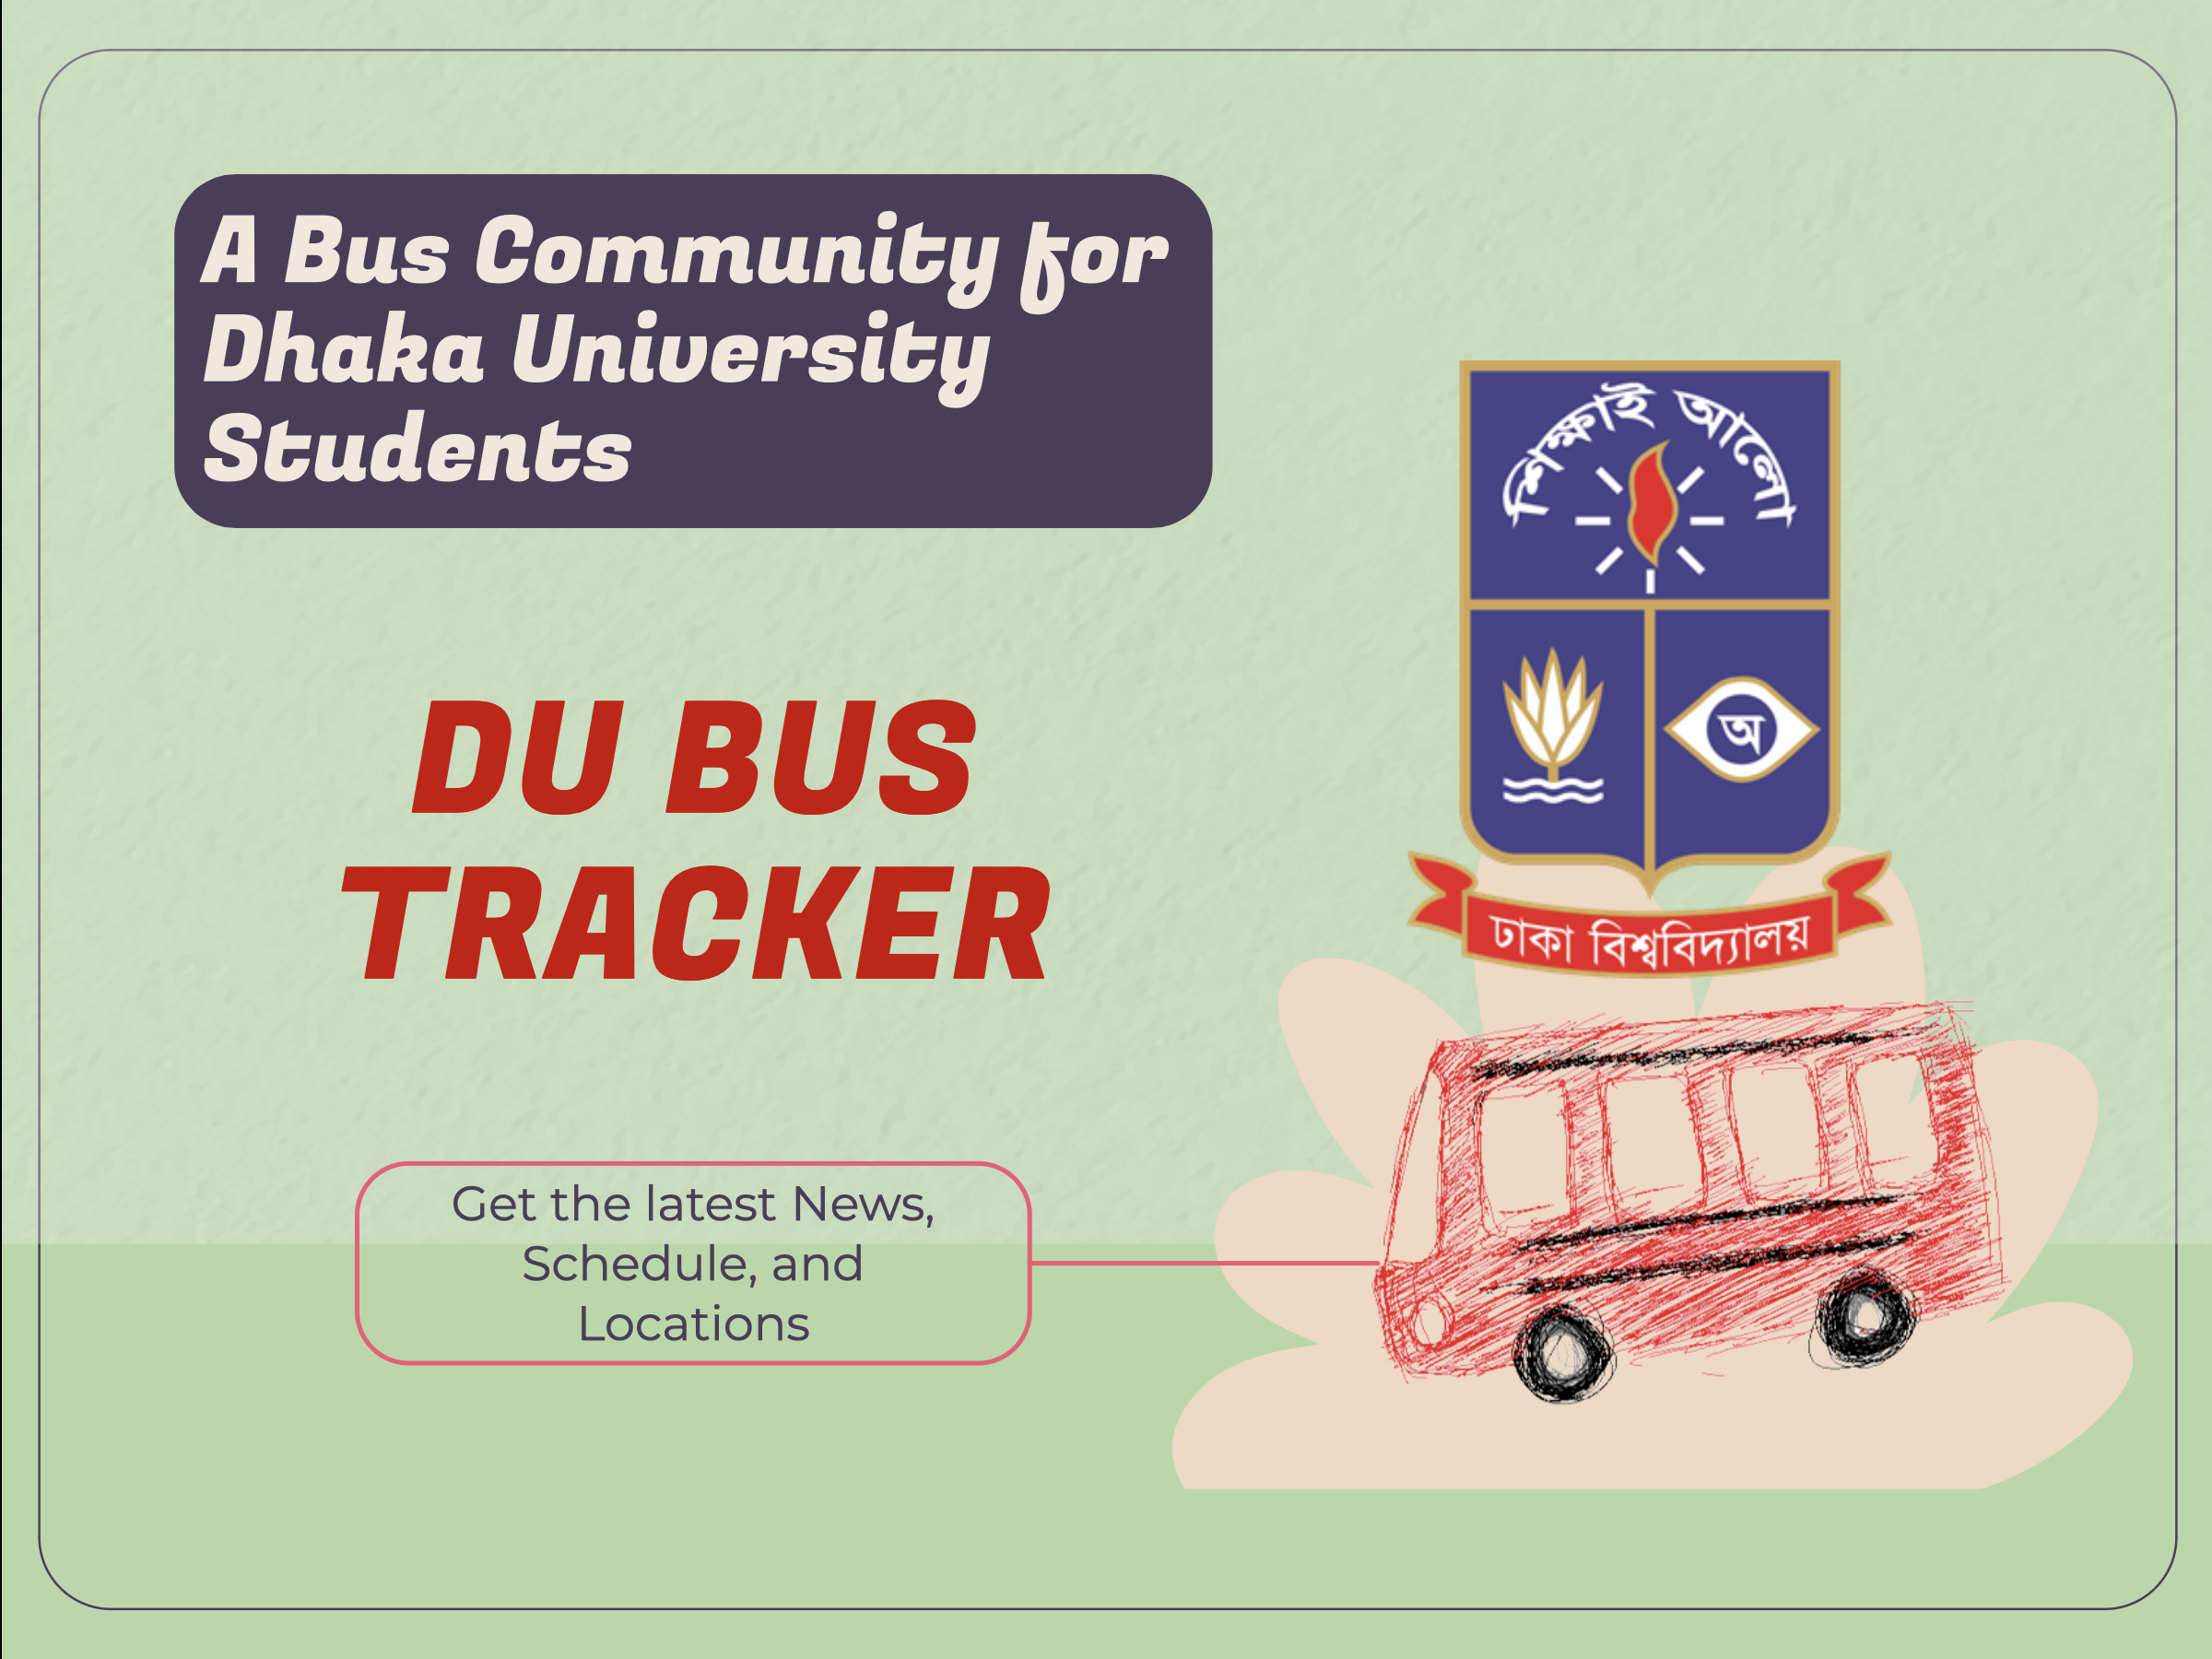 A Bus Community for
Dhaka University
Students
DU BUS
TRACKER
Get the latest News,
Schedule, and
Locations
শিক্ষাই আলো
অ
ঢাকা বিশ্ববিদ্যালয়